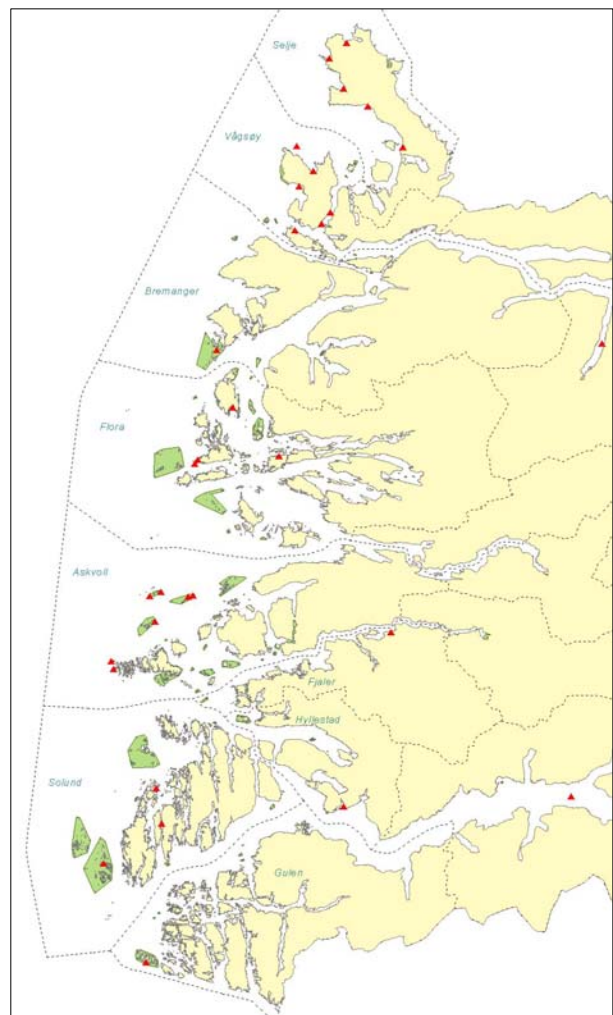 Selje
Vågsøy
Bremanger
Flora
Askvoll
Fjaler
Hyllestad
Solund
Gulen